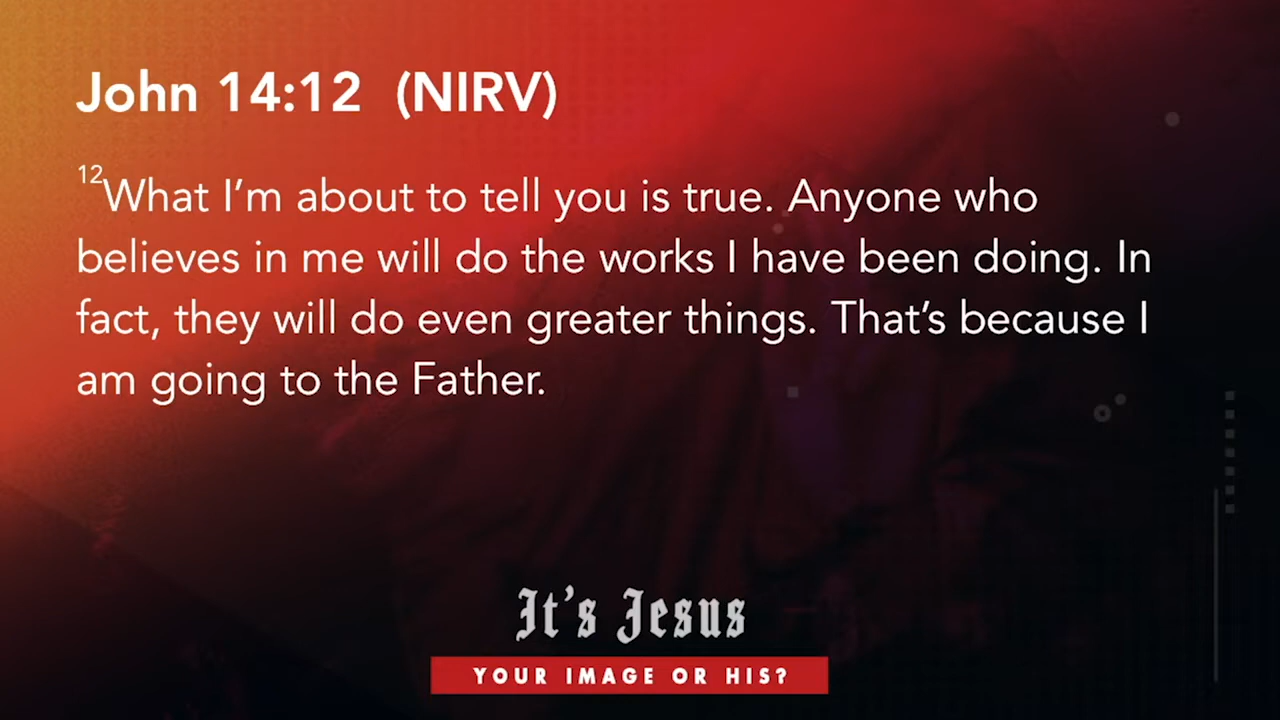 John 14:12 (NIRV)
12What I’m about to tell you is true. Anyone who
believes in me will do the works I have been doing. In
fact, they will do even greater things. That’s because I
am going to the Father.
It’s Jesus
YOUR IMAGE OR HIS?